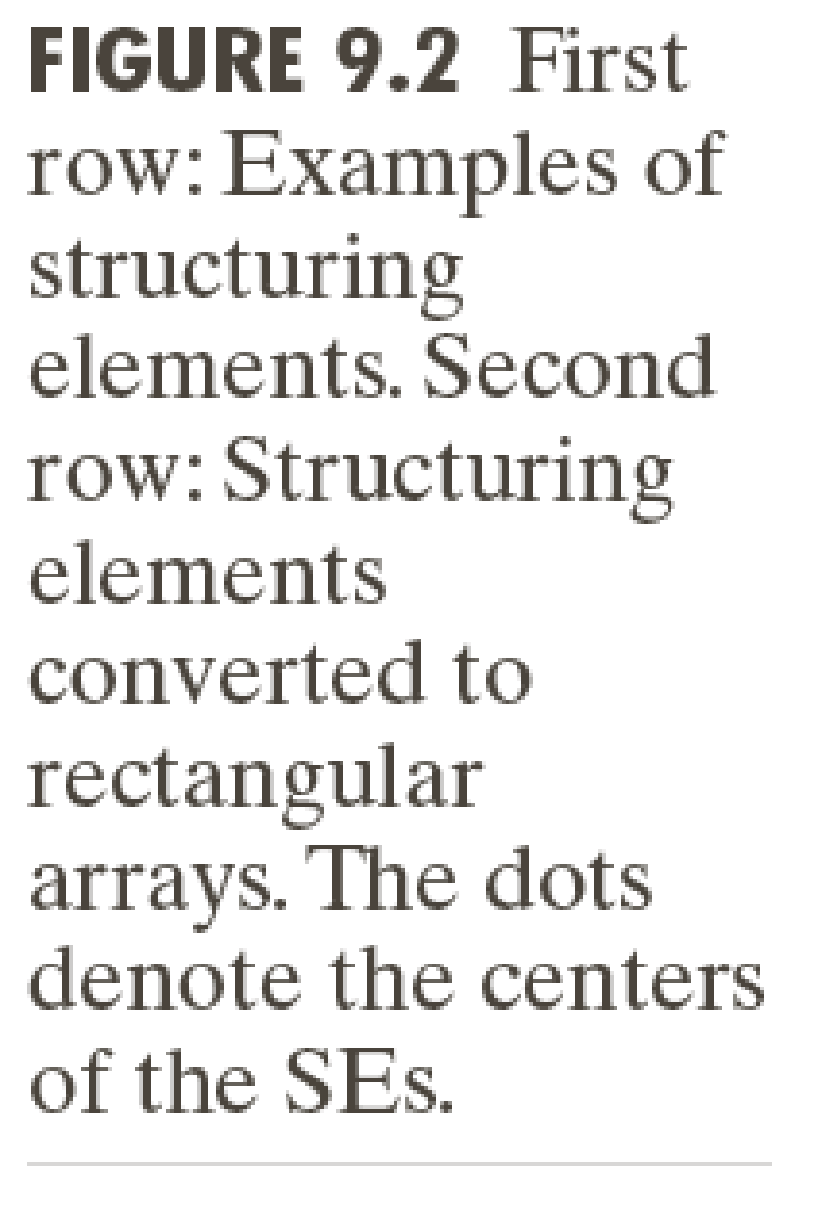 FIGURE 9.2 First
row: Examples of
structuring
elements. Second
row: Structuring
elements
converted to
rectangular
arrays. The dots
denote the centers
of the SEs.